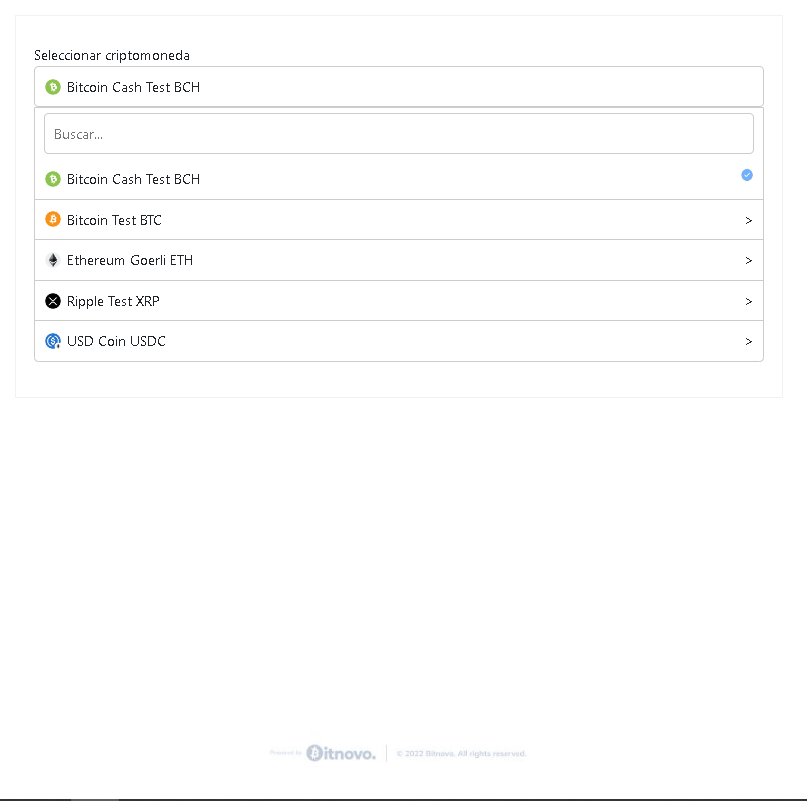 Seleccionar criptomoneda
Bitcoin Cash Test BCH
Buscar...
Bitcoin Cash Test BCH
Bitcoin Test BTC >
Ethereum Goerli ETH >
Ripple Test XRP >
USD Coin USDC >
Powered by Bitnovo. © 2022 Bitnovo. All rights reserved.